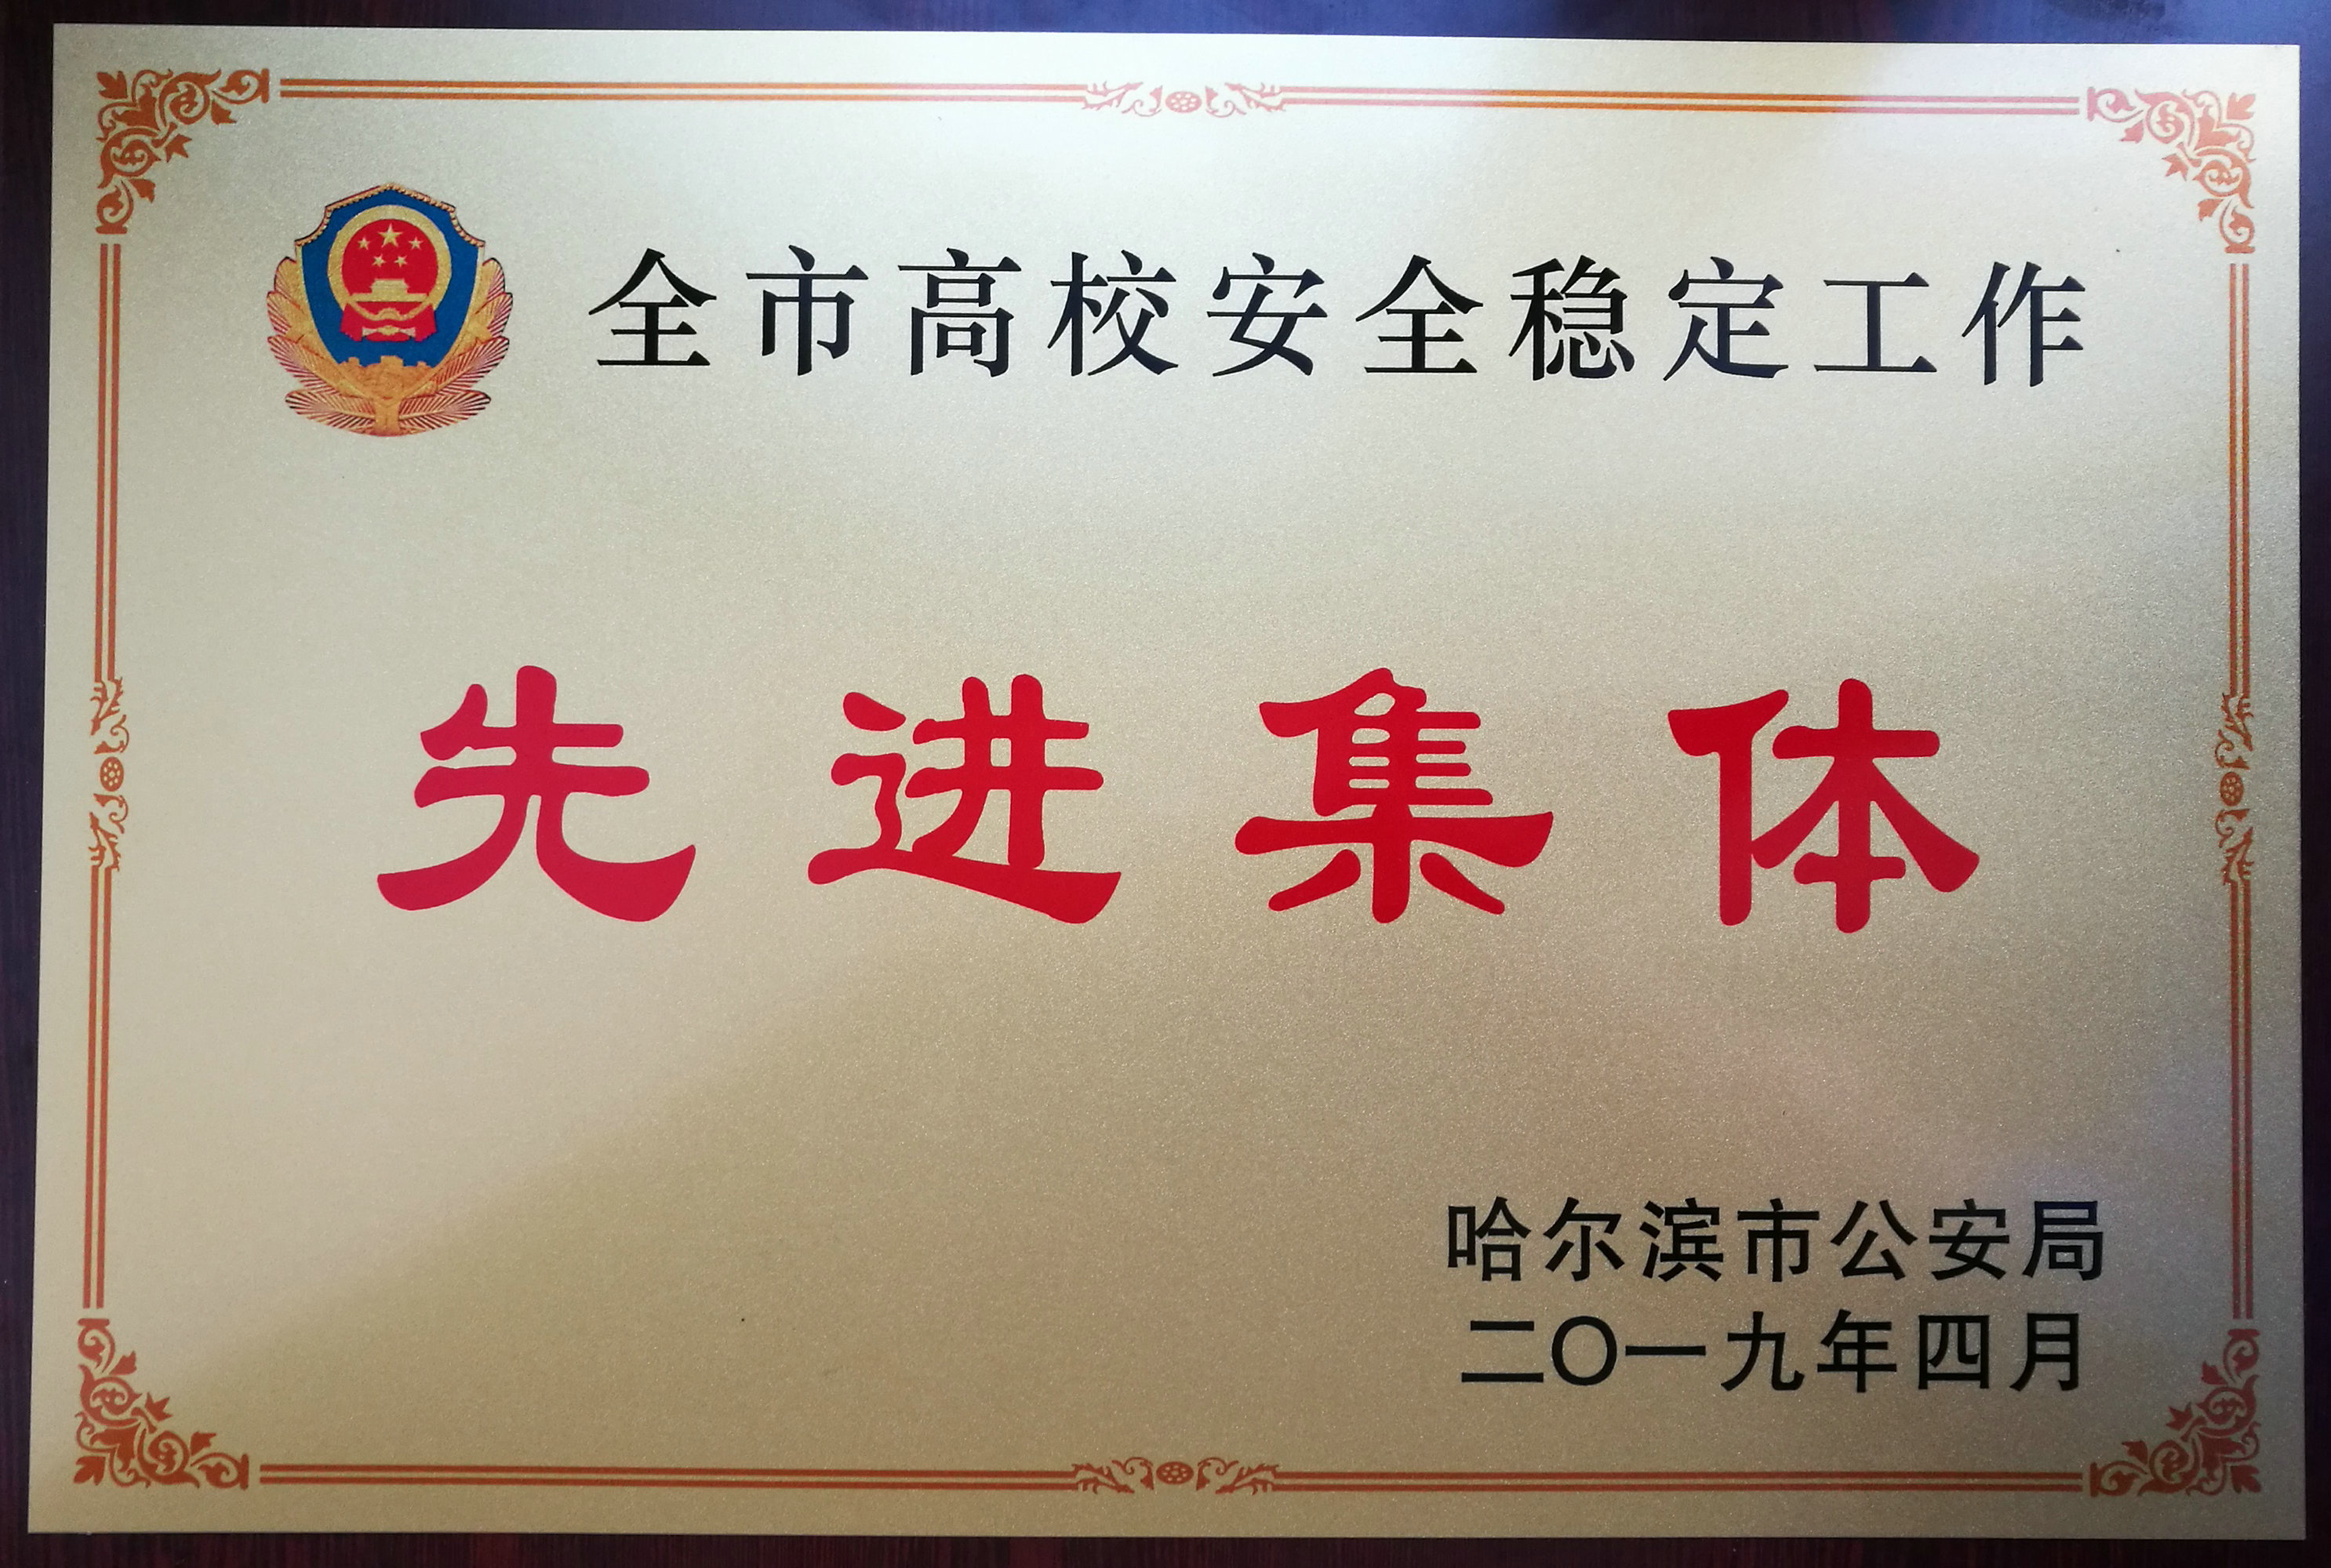 全市高校安全稳定工作
先进集体
哈尔滨市公安局
二〇一九年四月